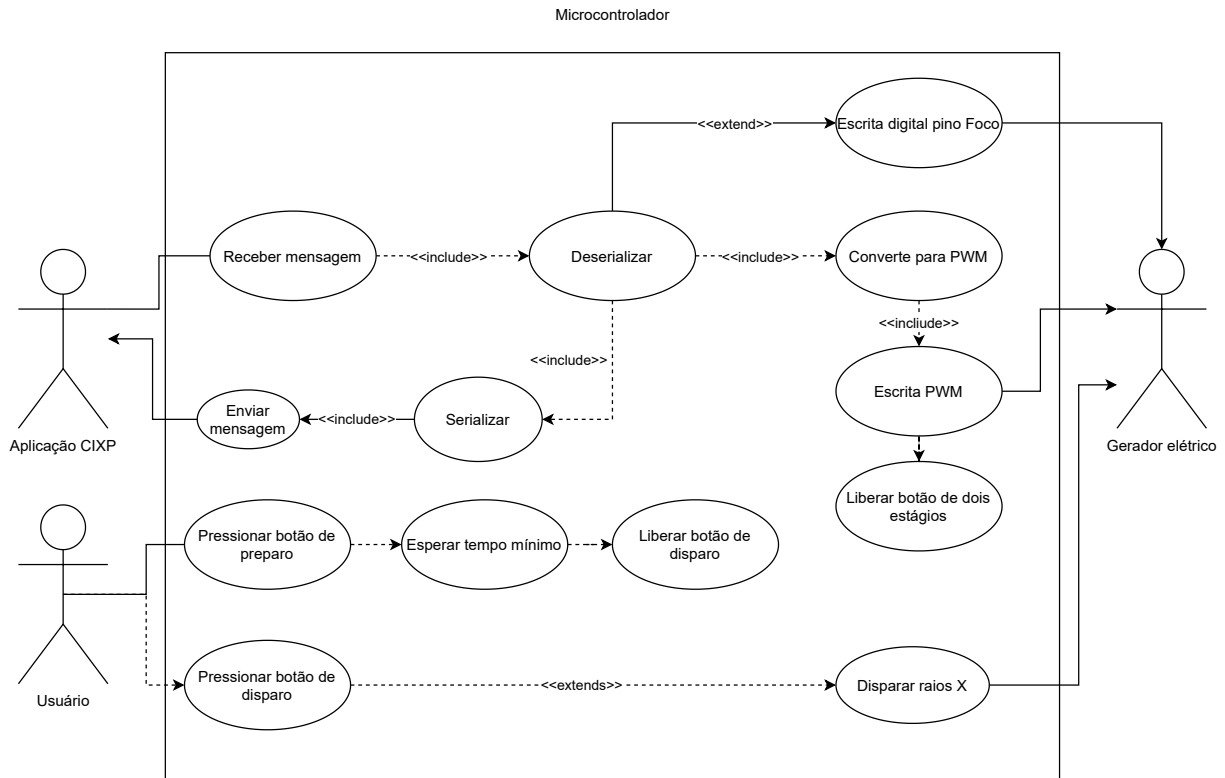 Microcontrolador
<<extend>>
Escrita digital pino Foco
Receber mensagem
<<include>>
Deserializar
<<include>>
Converte para PWM
<<incliude>>
<<include>>
Escrita PWM
Enviar
mensagem
<<include>>
Serializar
Aplicação CIXP
Gerador elétrico
Liberar botão de dois
estágios
Pressionar botão de
preparo
Esperar tempo mínimo
Liberar botão de
disparo
Pressionar botão de
disparo
<<extends>>
Disparar raios X
Usuário